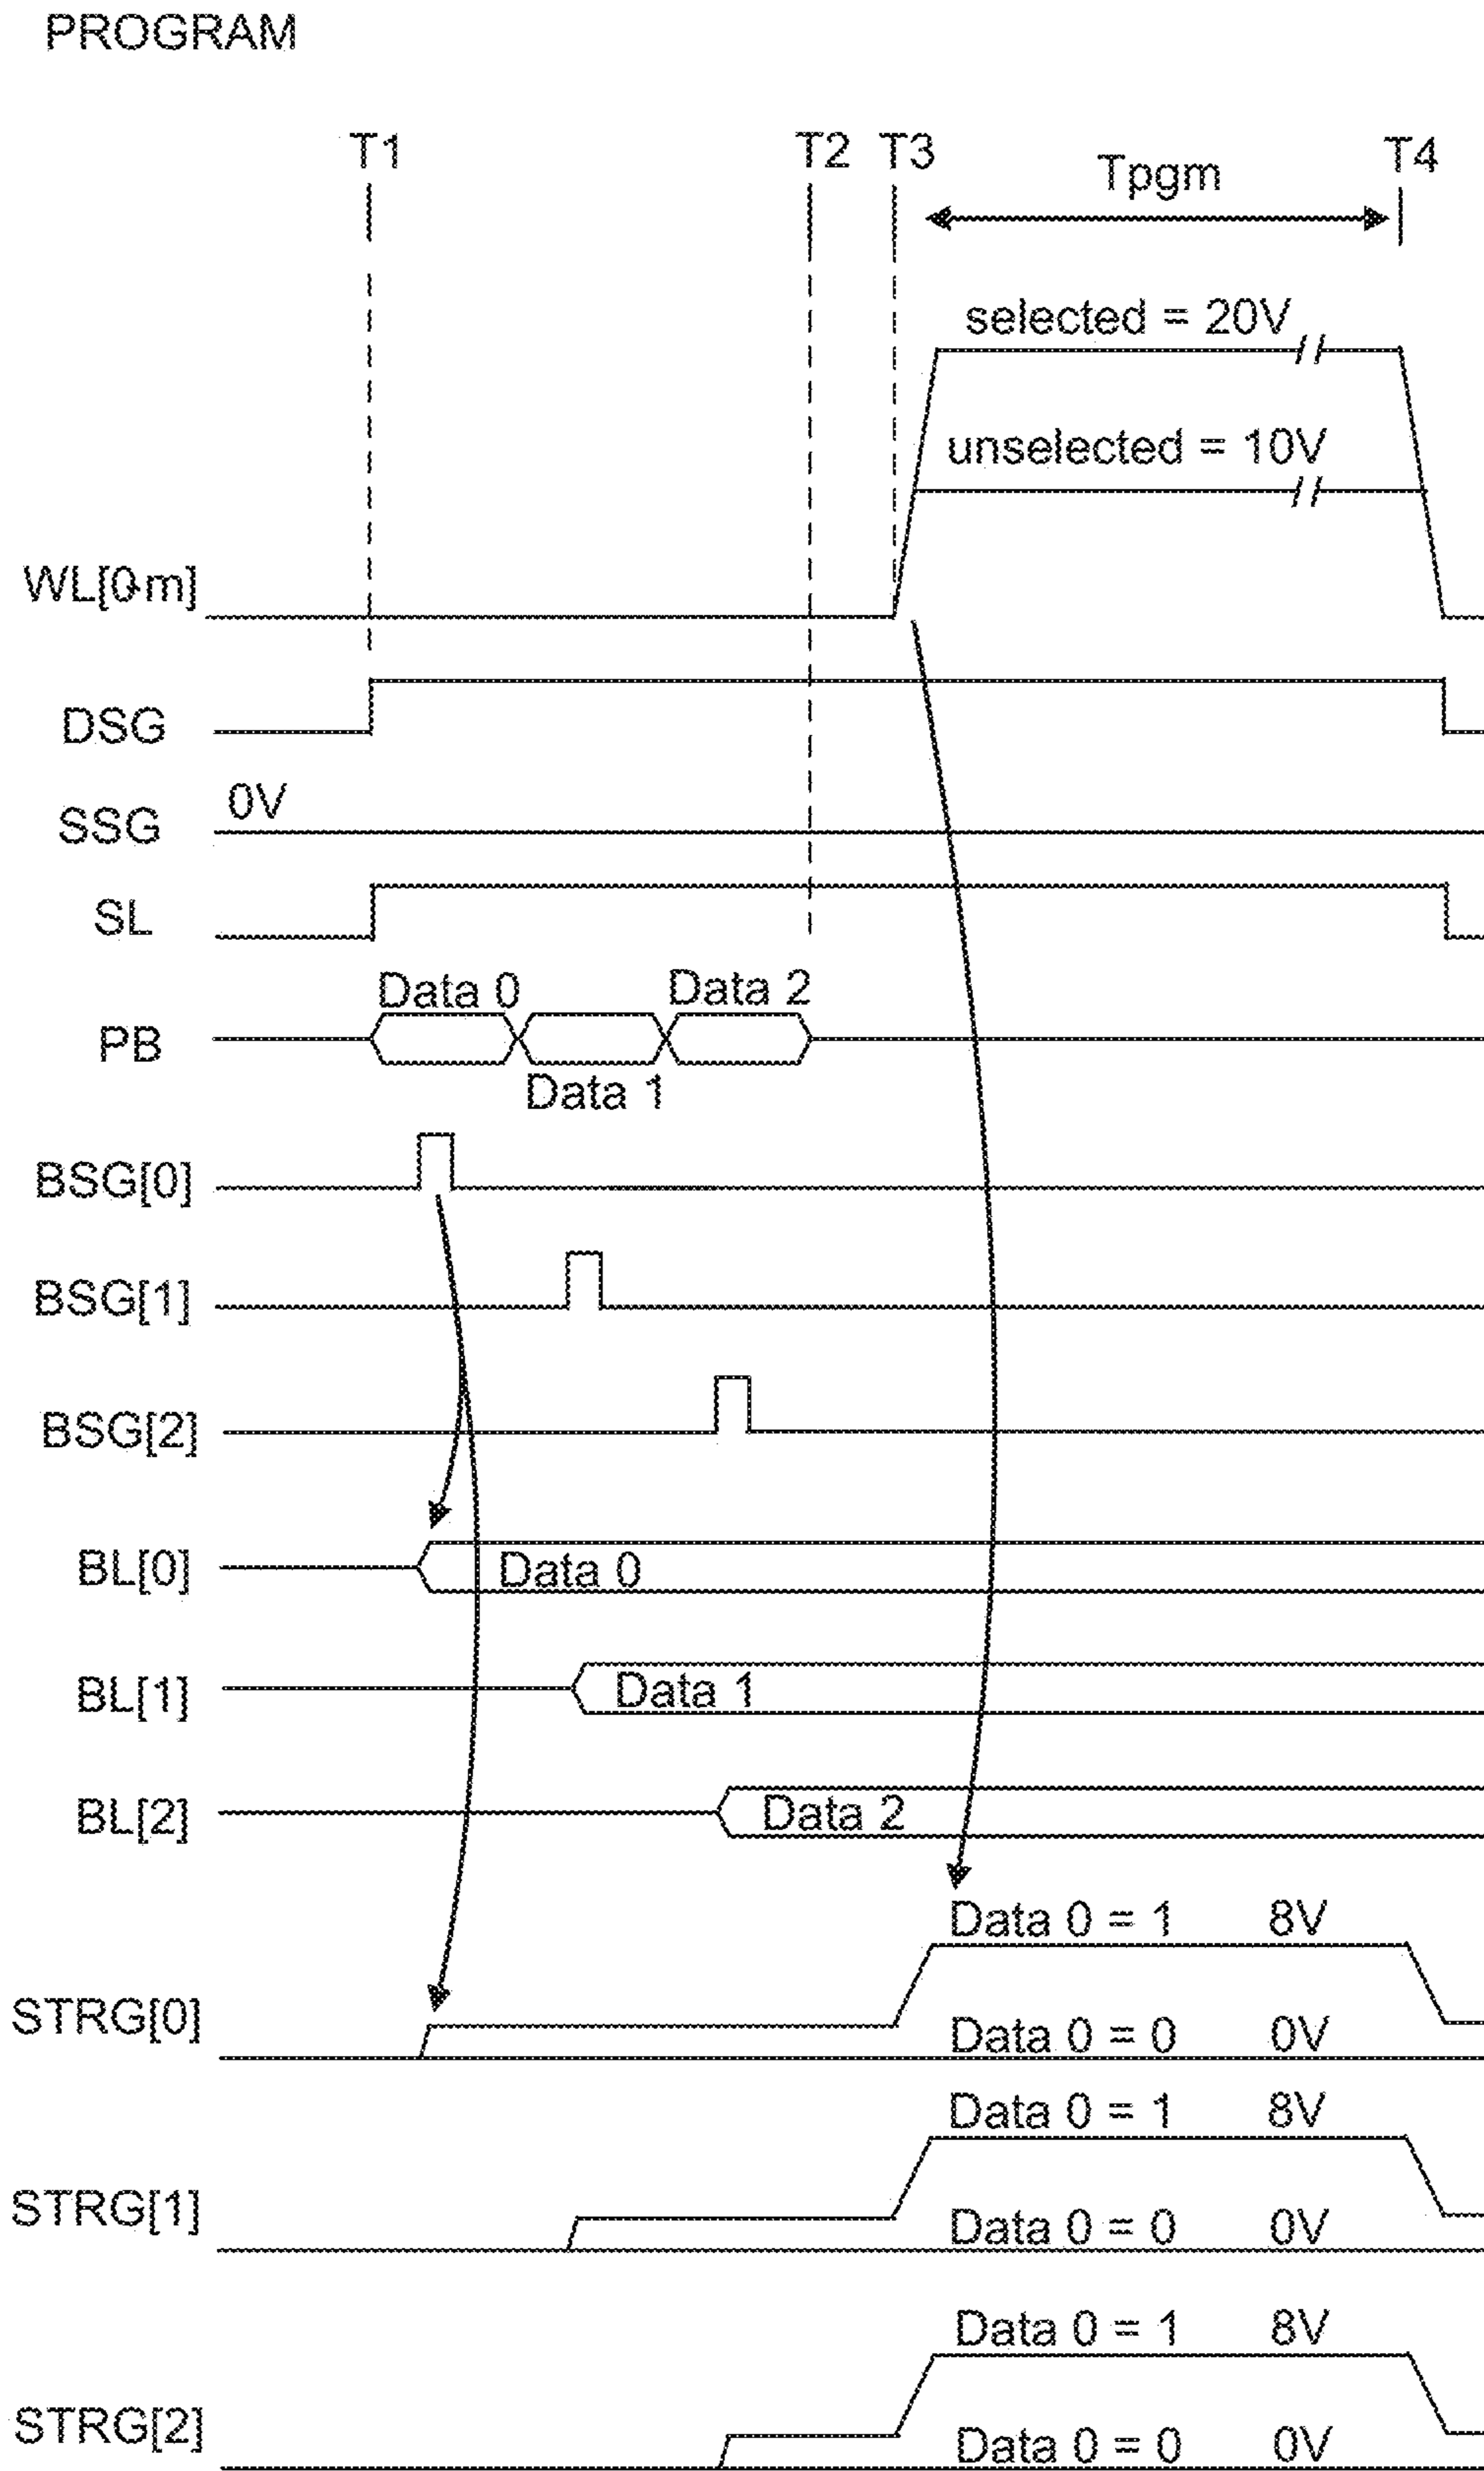 PROGRAM
T1 T2 T3 Tpgm T4
selected = 20V
unselected = 10V
WL[0-m]
DSG
SSG 0V
SL
PB Data 0 Data 1 Data 2
BSG[0]
BSG[1]
BSG[2]
BL[0] Data 0
BL[1] Data 1
BL[2] Data 2
Data 0 = 1 8V
STRG[0]
Data 0 = 0 0V
Data 0 = 1 8V
STRG[1]
Data 0 = 0 0V
Data 0 = 1 8V
STRG[2]
Data 0 = 0 0V